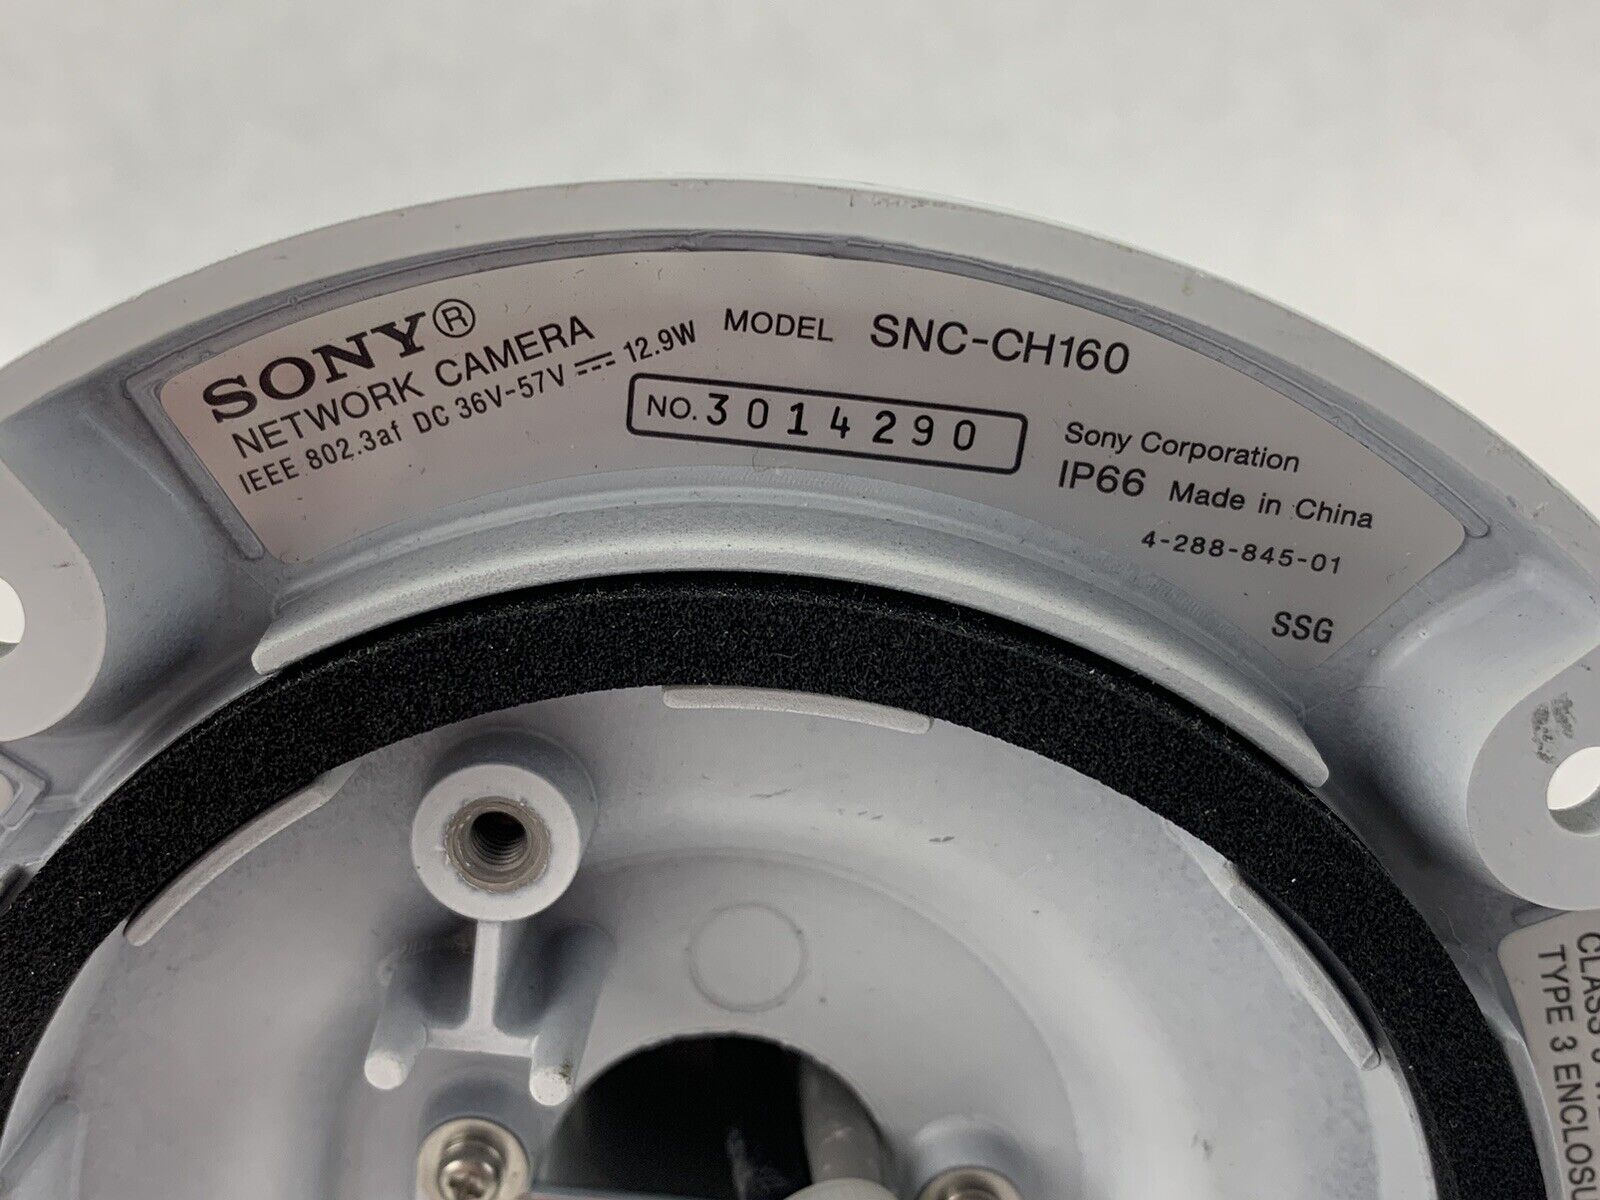 SONY®
NETWORK CAMERA
IEEE 802.3af DC 36V-57V ⎓ 12.9W
MODEL SNC-CH160
NO. 3014290
Sony Corporation
IP66 Made in China
4-288-845-01
SSG
CLASS
TYPE 3 ENCLOSU